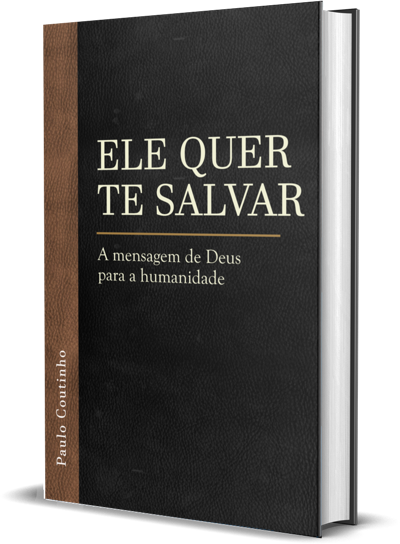 ELE QUER
TE SALVAR
A mensagem de Deus
para a humanidade
Paulo Coutinho